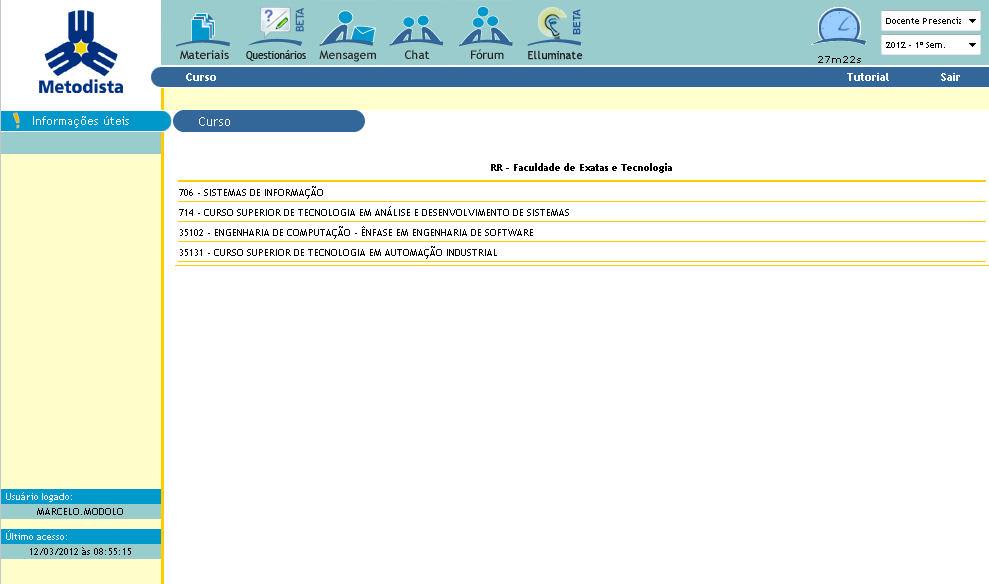 Metodista
Materiais
Questionários
BETA
Mensagem
Chat
Fórum
Elluminate
BETA
27m22s
Docente Presencia
2012 - 1º Sem.
Curso
Tutorial
Sair
Informações úteis
Curso
RR - Faculdade de Exatas e Tecnologia
706 - SISTEMAS DE INFORMAÇÃO
714 - CURSO SUPERIOR DE TECNOLOGIA EM ANÁLISE E DESENVOLVIMENTO DE SISTEMAS
35102 - ENGENHARIA DE COMPUTAÇÃO - ÊNFASE EM ENGENHARIA DE SOFTWARE
35131 - CURSO SUPERIOR DE TECNOLOGIA EM AUTOMAÇÃO INDUSTRIAL
Usuário logado:
MARCELO.MODOLO
Último acesso:
12/03/2012 às 08:55:15